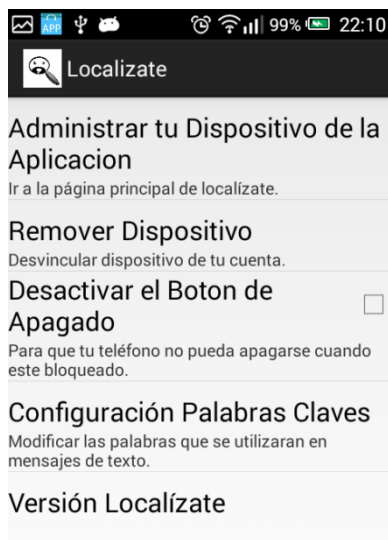 APP 99% 22:10
Localizate
Administrar tu Dispositivo de la
Aplicacion
Ir a la página principal de localízate.
Remover Dispositivo
Desvincular dispositivo de tu cuenta.
Desactivar el Boton de
Apagado
Para que tu teléfono no pueda apagarse cuando
este bloqueado.
Configuración Palabras Claves
Modificar las palabras que se utilizaran en
mensajes de texto.
Versión Localízate